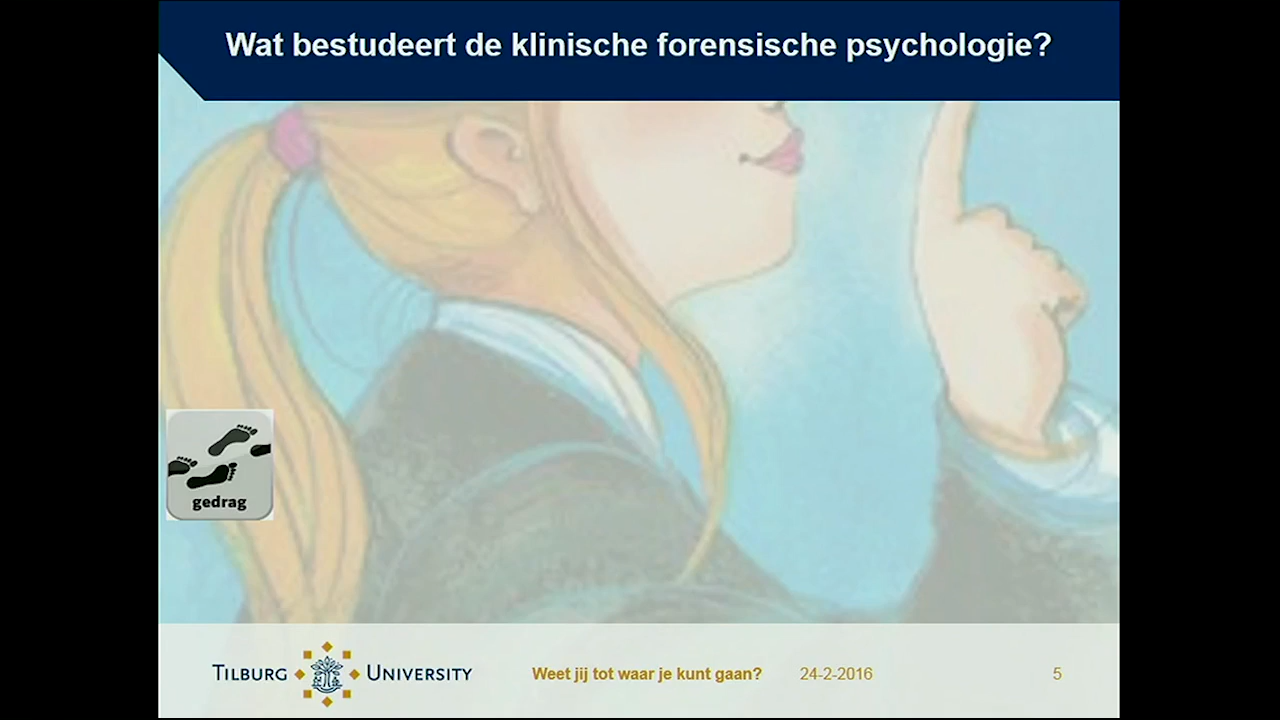 Wat bestudeert de klinische forensische psychologie?
gedrag
TILBURG UNIVERSITY
Weet jij tot waar je kunt gaan? 24-2-2016 5